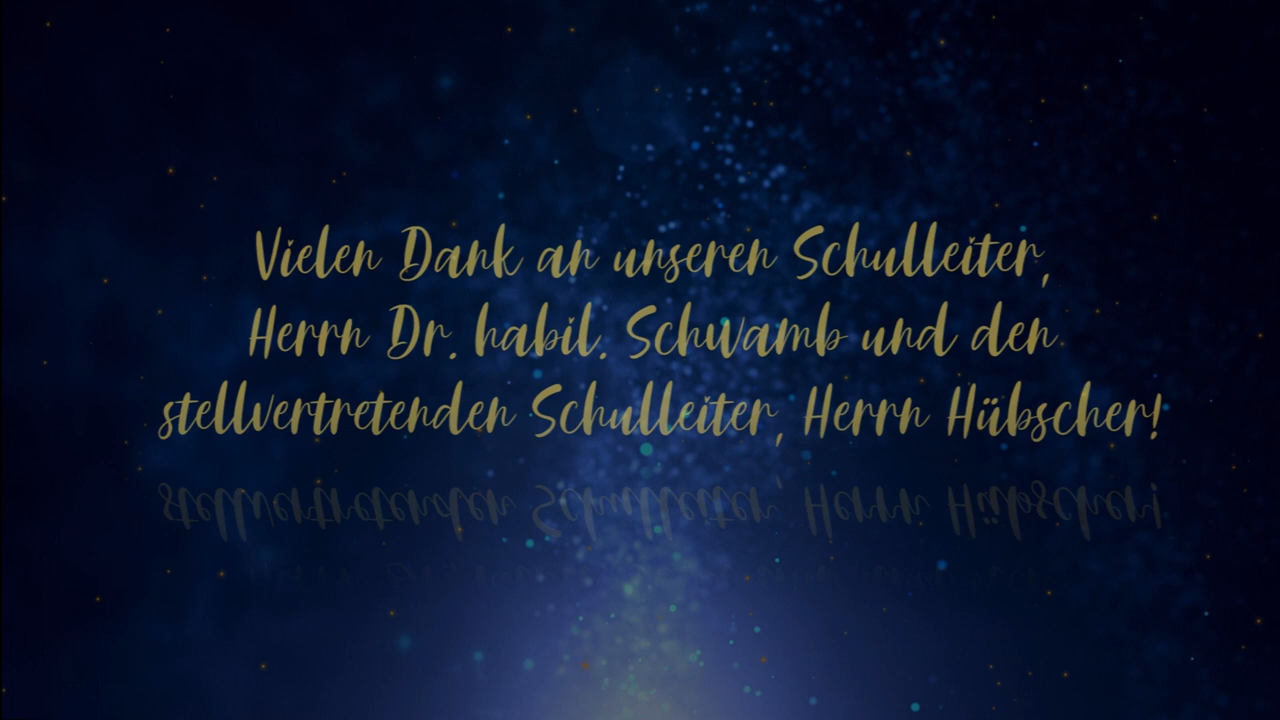 Vielen Dank an unseren Schulleiter,
Herrn Dr. habil. Schwamb und den
stellvertretenden Schulleiter, Herrn Hübscher!